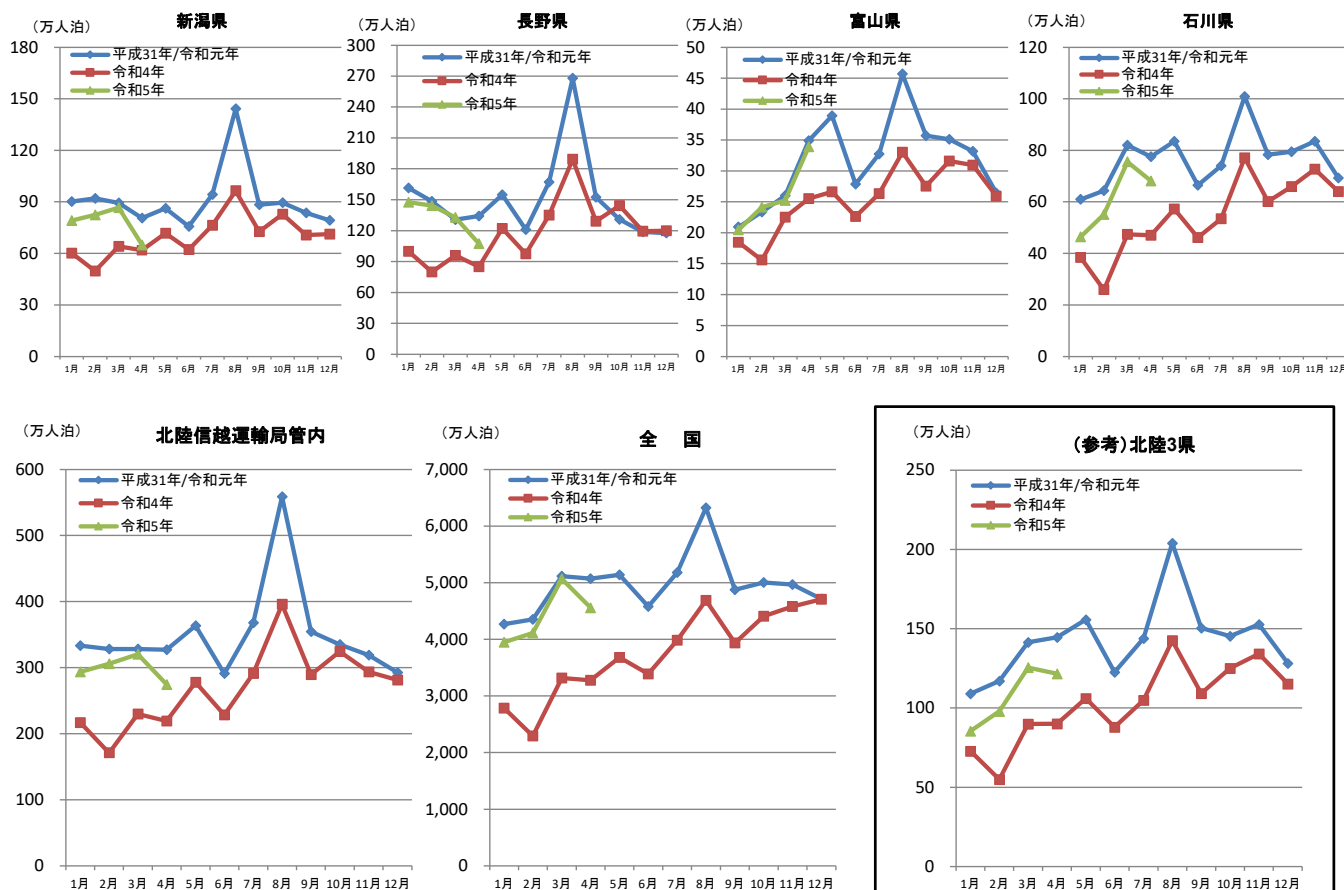 新潟県
（万人泊）
平成31年/令和元年
令和4年
令和5年
180
150
120
90
60
30
0
1月 2月 3月 4月 5月 6月 7月 8月 9月 10月 11月 12月
長野県
（万人泊）
平成31年/令和元年
令和4年
令和5年
300
270
240
210
180
150
120
90
60
30
0
1月 2月 3月 4月 5月 6月 7月 8月 9月 10月 11月 12月
富山県
（万人泊）
平成31年/令和元年
令和4年
令和5年
50
45
40
35
30
25
20
15
10
5
0
1月 2月 3月 4月 5月 6月 7月 8月 9月 10月 11月 12月
石川県
（万人泊）
平成31年/令和元年
令和4年
令和5年
120
100
80
60
40
20
0
1月 2月 3月 4月 5月 6月 7月 8月 9月 10月 11月 12月
北陸信越運輸局管内
（万人泊）
平成31年/令和元年
令和4年
令和5年
600
500
400
300
200
100
0
1月 2月 3月 4月 5月 6月 7月 8月 9月 10月 11月 12月
全 国
（万人泊）
平成31年/令和元年
令和4年
令和5年
7,000
6,000
5,000
4,000
3,000
2,000
1,000
0
1月 2月 3月 4月 5月 6月 7月 8月 9月 10月 11月 12月
(参考)北陸3県
（万人泊）
平成31年/令和元年
令和4年
令和5年
250
200
150
100
50
0
1月 2月 3月 4月 5月 6月 7月 8月 9月 10月 11月 12月